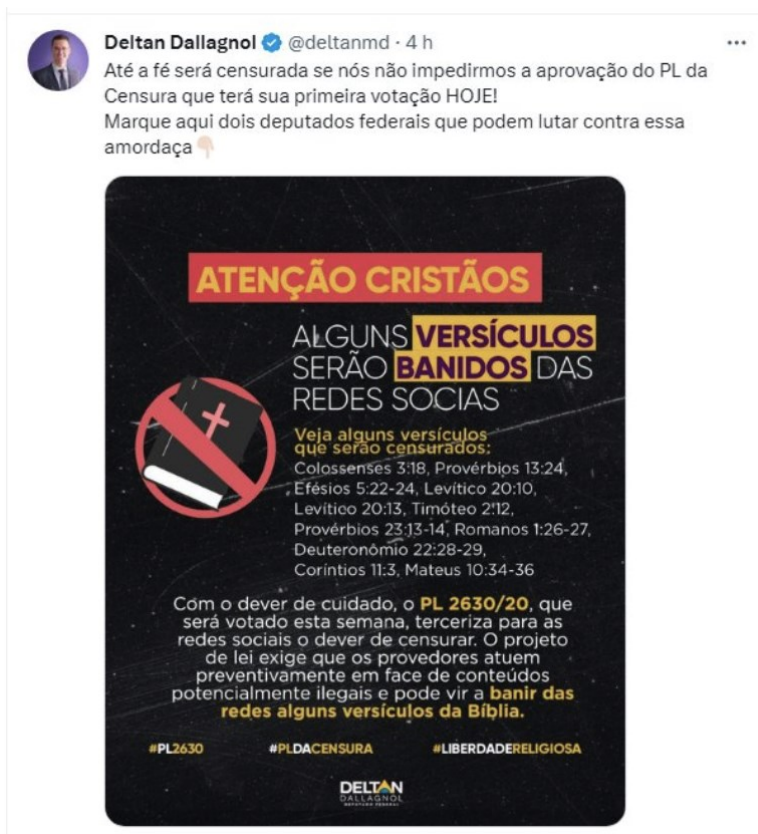 Deltan Dallagnol @deltanmd · 4 h
Até a fé será censurada se nós não impedirmos a aprovação do PL da
Censura que terá sua primeira votação HOJE!
Marque aqui dois deputados federais que podem lutar contra essa
amordaça👇🏻
ATENÇÃO CRISTÃOS
ALGUNS VERSÍCULOS
SERÃO BANIDOS DAS
REDES SOCIAS
Veja alguns versículos
que serão censurados:
Colossenses 3:18, Provérbios 13:24,
Efésios 5:22-24, Levítico 20:10,
Levítico 20:13, Timóteo 2:12,
Provérbios 23:13-14, Romanos 1:26-27,
Deuteronômio 22:28-29,
Coríntios 11:3, Mateus 10:34-36
Com o dever de cuidado, o PL 2630/20, que
será votado esta semana, terceriza para as
redes sociais o dever de censurar. O projeto
de lei exige que os provedores atuem
preventivamente em face de conteúdos
potencialmente ilegais e pode vir a banir das
redes alguns versículos da Bíblia.
#PL2630 #PLDACENSURA #LIBERDADERELIGIOSA
DELTAN
DALLAGNOL
DEPUTADO FEDERAL